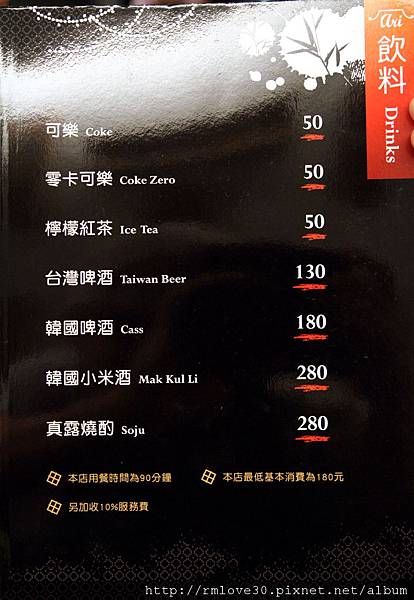 Ari
飲料 Drinks
可樂 Coke 50
零卡可樂 Coke Zero 50
檸檬紅茶 Ice Tea 50
台灣啤酒 Taiwan Beer 130
韓國啤酒 Cass 180
韓國小米酒 Mak Kul Li 280
真露燒酌 Soju 280
本店用餐時間為90分鐘 本店最低基本消費為180元
另加收10%服務費
http://rmlove30.pixnet.net/album